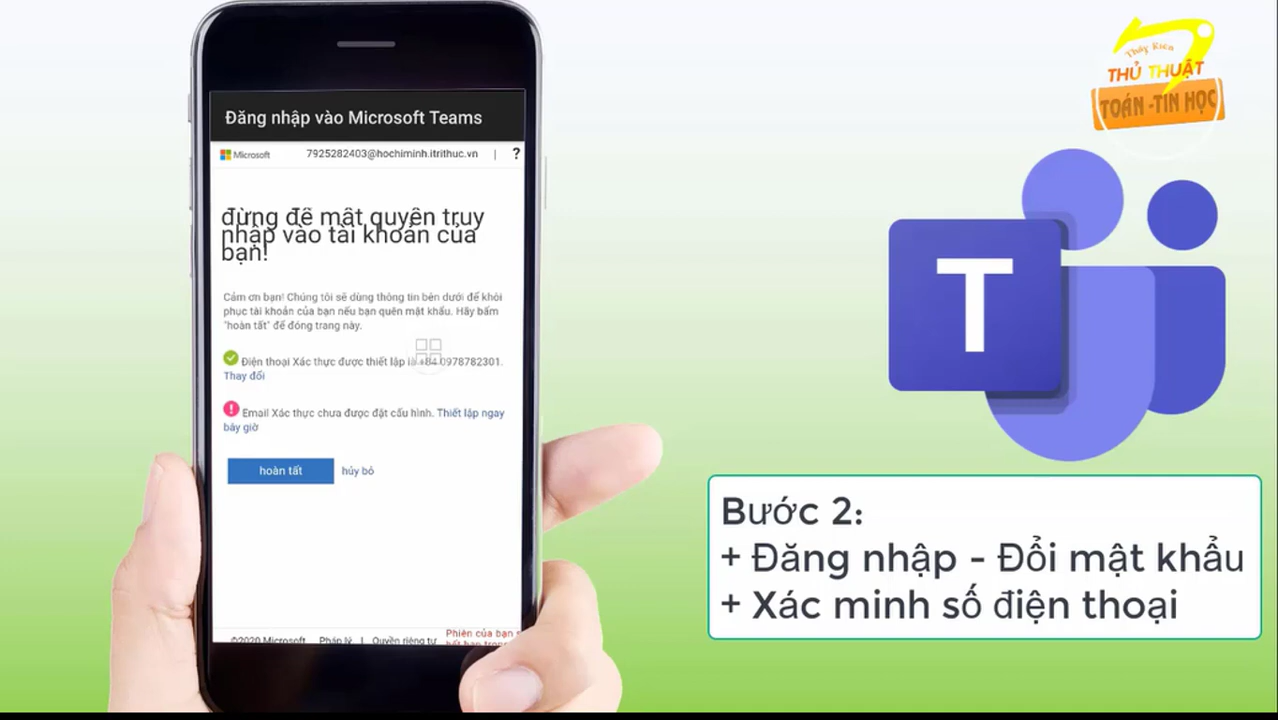 Đăng nhập vào Microsoft Teams
Microsoft 7925282403@hochiminh.itrithuc.vn | ?
đừng để mất quyền truy
nhập vào tài khoản của
bạn!
Cảm ơn bạn! Chúng tôi sẽ dùng thông tin bên dưới để khôi
phục tài khoản của bạn nếu bạn quên mật khẩu. Hãy bấm
"hoàn tất" để đóng trang này.
Điện thoại Xác thực được thiết lập là +84 0978782301.
Thay đổi
Email Xác thực chưa được đặt cấu hình. Thiết lập ngay
bây giờ
hoàn tất hủy bỏ
©2020 Microsoft Pháp lý | Quyền riêng tư
Phiên của bạn
Thầy Kiên
THỦ THUẬT
TOÁN -TIN HỌC
T
Bước 2:
+ Đăng nhập - Đổi mật khẩu
+ Xác minh số điện thoại